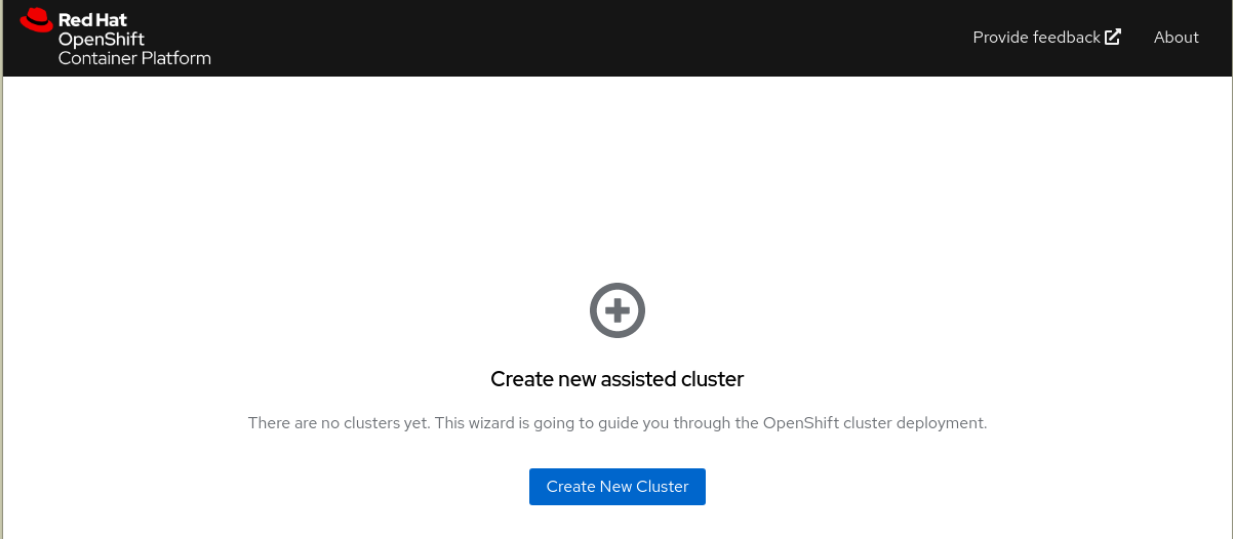 Red Hat
OpenShift
Container Platform
Provide feedback
About
Create new assisted cluster
There are no clusters yet. This wizard is going to guide you through the OpenShift cluster deployment.
Create New Cluster